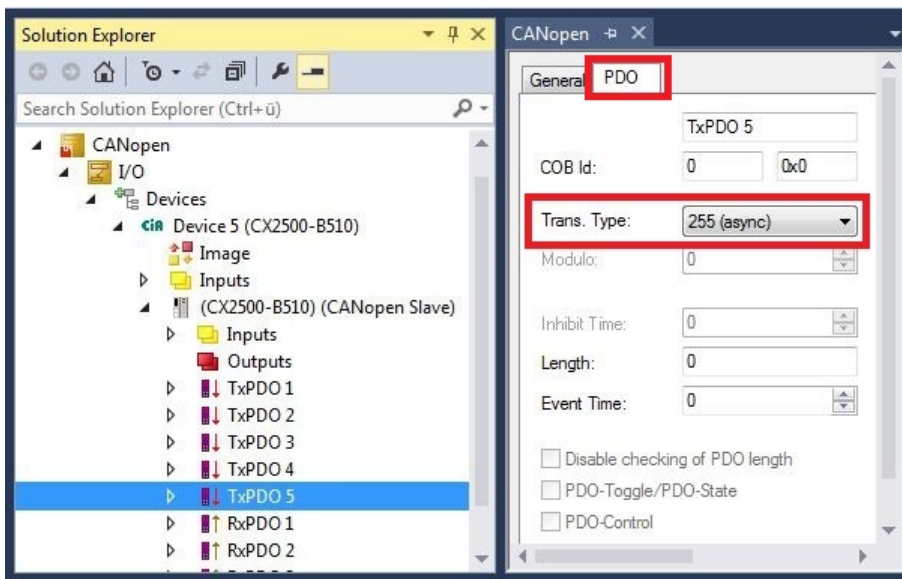 Solution Explorer
Search Solution Explorer (Ctrl+ü)
CANopen
I/O
Devices
CiA Device 5 (CX2500-B510)
Image
Inputs
(CX2500-B510) (CANopen Slave)
Inputs
Outputs
TxPDO 1
TxPDO 2
TxPDO 3
TxPDO 4
TxPDO 5
RxPDO 1
RxPDO 2
CANopen
General PDO
TxPDO 5
COB Id: 0 0x0
Trans. Type: 255 (async)
Modulo: 0
Inhibit Time: 0
Length: 0
Event Time: 0
Disable checking of PDO length
PDO-Toggle/PDO-State
PDO-Control